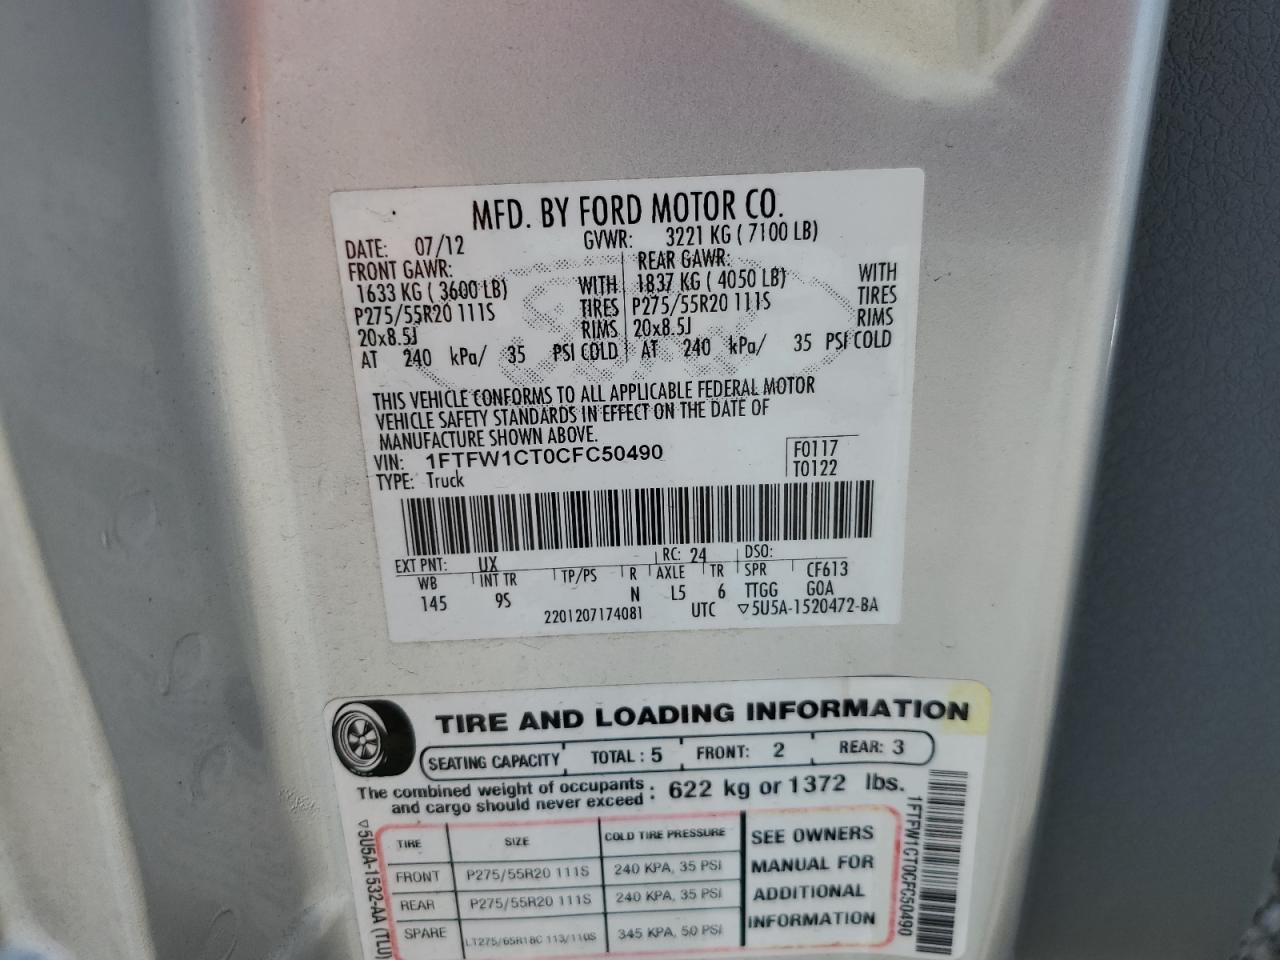 MFD. BY FORD MOTOR CO.
DATE: 07/12 GVWR: 3221 KG ( 7100 LB)
FRONT GAWR: REAR GAWR:
1633 KG ( 3600 LB) WITH 1837 KG ( 4050 LB) WITH
P275/55R20 111S TIRES P275/55R20 111S TIRES
20x8.5J RIMS 20x8.5J RIMS
AT 240 kPa/ 35 PSI COLD AT 240 kPa/ 35 PSI COLD
THIS VEHICLE CONFORMS TO ALL APPLICABLE FEDERAL MOTOR
VEHICLE SAFETY STANDARDS IN EFFECT ON THE DATE OF
MANUFACTURE SHOWN ABOVE.
VIN: 1FTFW1CT0CFC50490 F0117
TYPE: Truck T0122
EXT PNT: UX RC: 24 DSO:
WB INT TR TP/PS R AXLE TR SPR CF613
145 9S N L5 6 TTGG GOA
2201207174081 UTC ▽5U5A-1520472-BA
TIRE AND LOADING INFORMATION
SEATING CAPACITY TOTAL : 5 FRONT: 2 REAR: 3
The combined weight of occupants
and cargo should never exceed : 622 kg or 1372 lbs.
TIRE SIZE COLD TIRE PRESSURE
FRONT P275/55R20 111S 240 KPA, 35 PSI
REAR P275/55R20 111S 240 KPA, 35 PSI
SPARE LT275/65R18C 113/110S 345 KPA, 50 PSI
SEE OWNERS
MANUAL FOR
ADDITIONAL
INFORMATION
▽5U5A-1532-AA (TLU)
1FTFW1CT0CFC50490